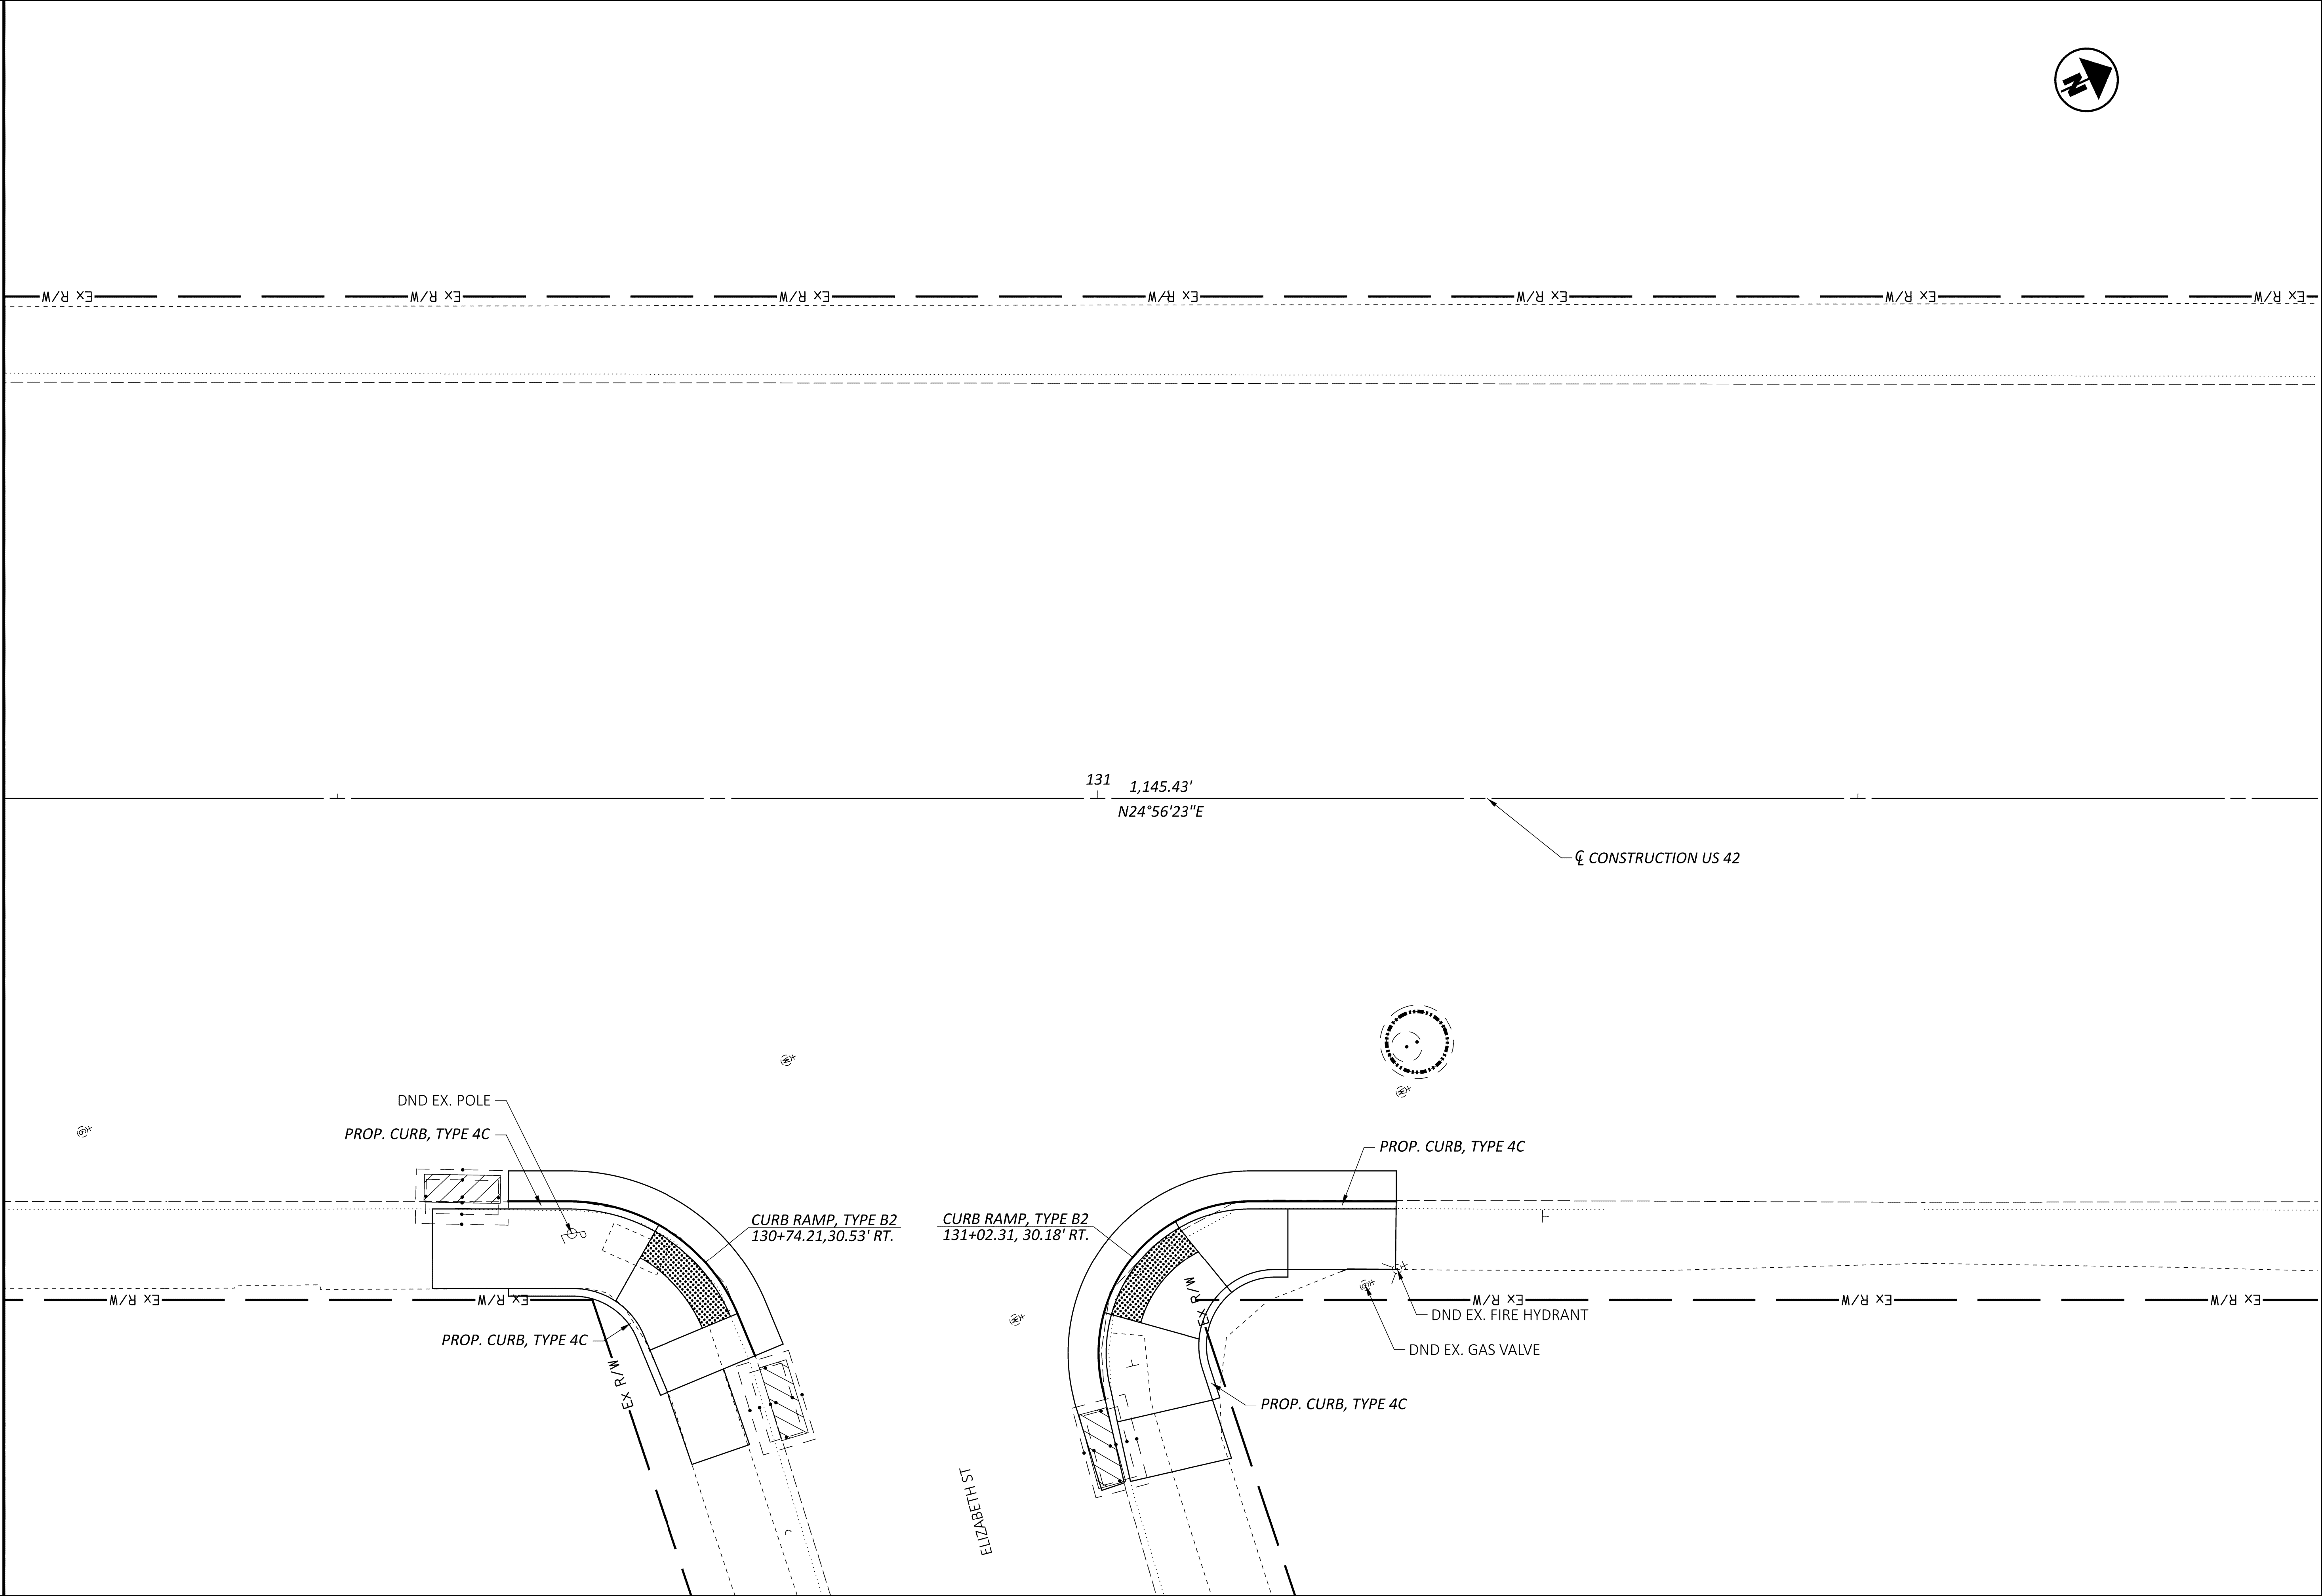 N
Ex R/W
Ex R/W
Ex R/W
Ex R/W
Ex R/W
Ex R/W
Ex R/W
131
1,145.43'
N24°56'23"E
℄ CONSTRUCTION US 42
W
W
G
DND EX. POLE
PROP. CURB, TYPE 4C
PROP. CURB, TYPE 4C
CURB RAMP, TYPE B2
130+74.21,30.53' RT.
CURB RAMP, TYPE B2
131+02.31, 30.18' RT.
G
W
Ex R/W
Ex R/W
Ex R/W
Ex R/W
Ex R/W
Ex R/W
DND EX. FIRE HYDRANT
PROP. CURB, TYPE 4C
DND EX. GAS VALVE
Ex R/W
PROP. CURB, TYPE 4C
ELIZABETH ST